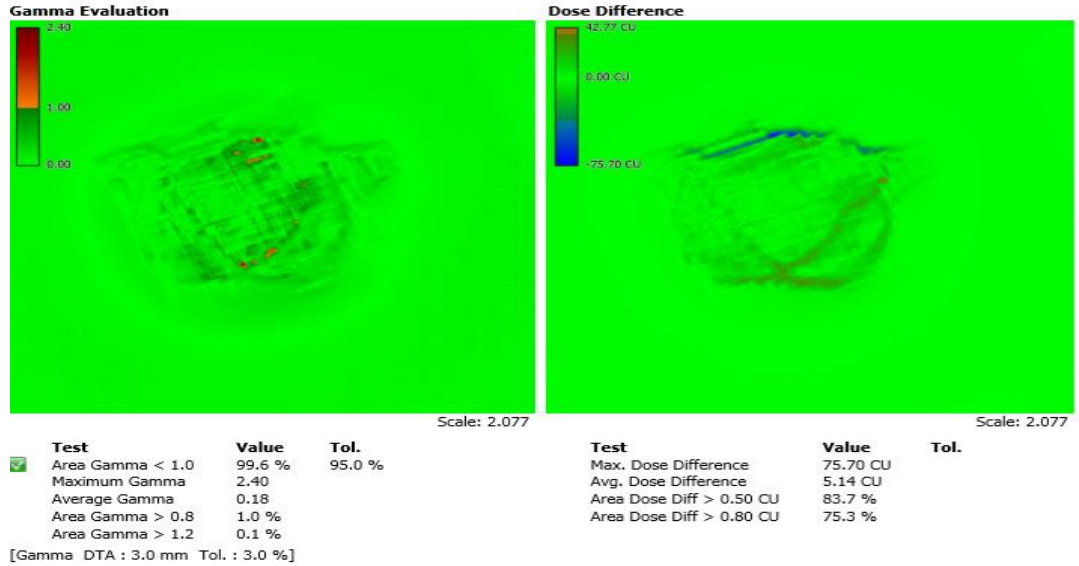 Gamma Evaluation
Dose Difference
2.40
1.00
0.00
42.77 CU
0.00 CU
-75.70 CU
Scale: 2.077
Scale: 2.077
Test Value Tol.
Area Gamma < 1.0 99.6 % 95.0 %
Maximum Gamma 2.40
Average Gamma 0.18
Area Gamma > 0.8 1.0 %
Area Gamma > 1.2 0.1 %
[Gamma DTA : 3.0 mm Tol. : 3.0 %]
Test Value Tol.
Max. Dose Difference 75.70 CU
Avg. Dose Difference 5.14 CU
Area Dose Diff > 0.50 CU 83.7 %
Area Dose Diff > 0.80 CU 75.3 %